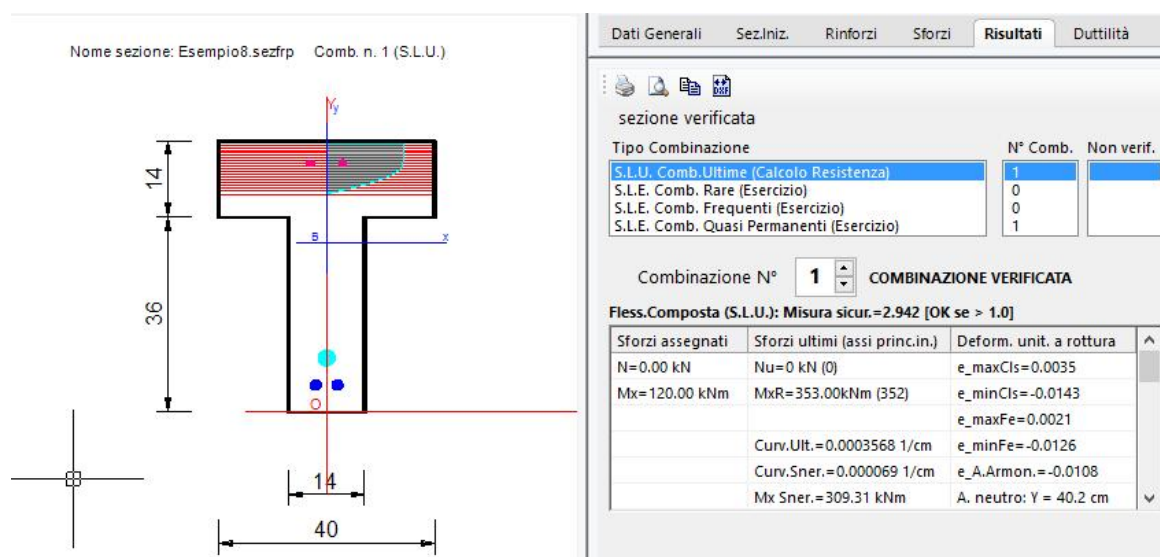 Nome sezione: Esempio8.sezfrp Comb. n. 1 (S.L.U.)
Y
y
14
B
x
36
O
14
40
Dati Generali Sez.Iniz. Rinforzi Sforzi Risultati Duttilità
DXF
sezione verificata
Tipo Combinazione N° Comb. Non verif.
S.L.U. Comb.Ultime (Calcolo Resistenza) 1
S.L.E. Comb. Rare (Esercizio) 0
S.L.E. Comb. Frequenti (Esercizio) 0
S.L.E. Comb. Quasi Permanenti (Esercizio) 1
Combinazione N° 1 COMBINAZIONE VERIFICATA
Fless.Composta (S.L.U.): Misura sicur.=2.942 [OK se > 1.0]
Sforzi assegnati Sforzi ultimi (assi princ.in.) Deform. unit. a rottura
N=0.00 kN Nu=0 kN (0) e_maxCls=0.0035
Mx=120.00 kNm MxR=353.00kNm (352) e_minCls=-0.0143
e_maxFe=0.0021
Curv.Ult.=0.0003568 1/cm e_minFe=-0.0126
Curv.Sner.=0.000069 1/cm e_A.Armon.=-0.0108
Mx Sner.=309.31 kNm A. neutro: Y = 40.2 cm